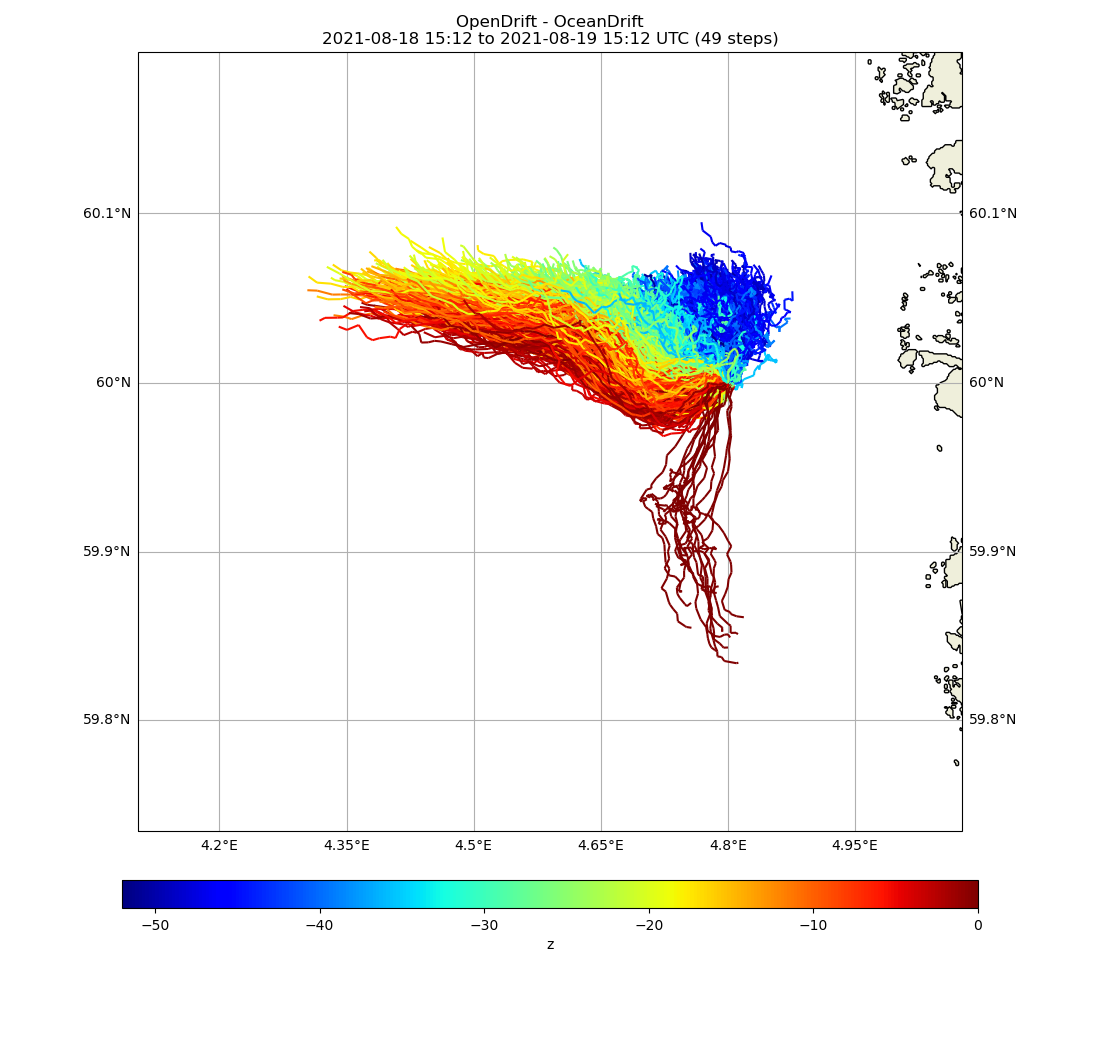 OpenDrift - OceanDrift
2021-08-18 15:12 to 2021-08-19 15:12 UTC (49 steps)
60.1°N 60.1°N
60°N 60°N
59.9°N 59.9°N
59.8°N 59.8°N
4.2°E 4.35°E 4.5°E 4.65°E 4.8°E 4.95°E
−50 −40 −30 −20 −10 0
z